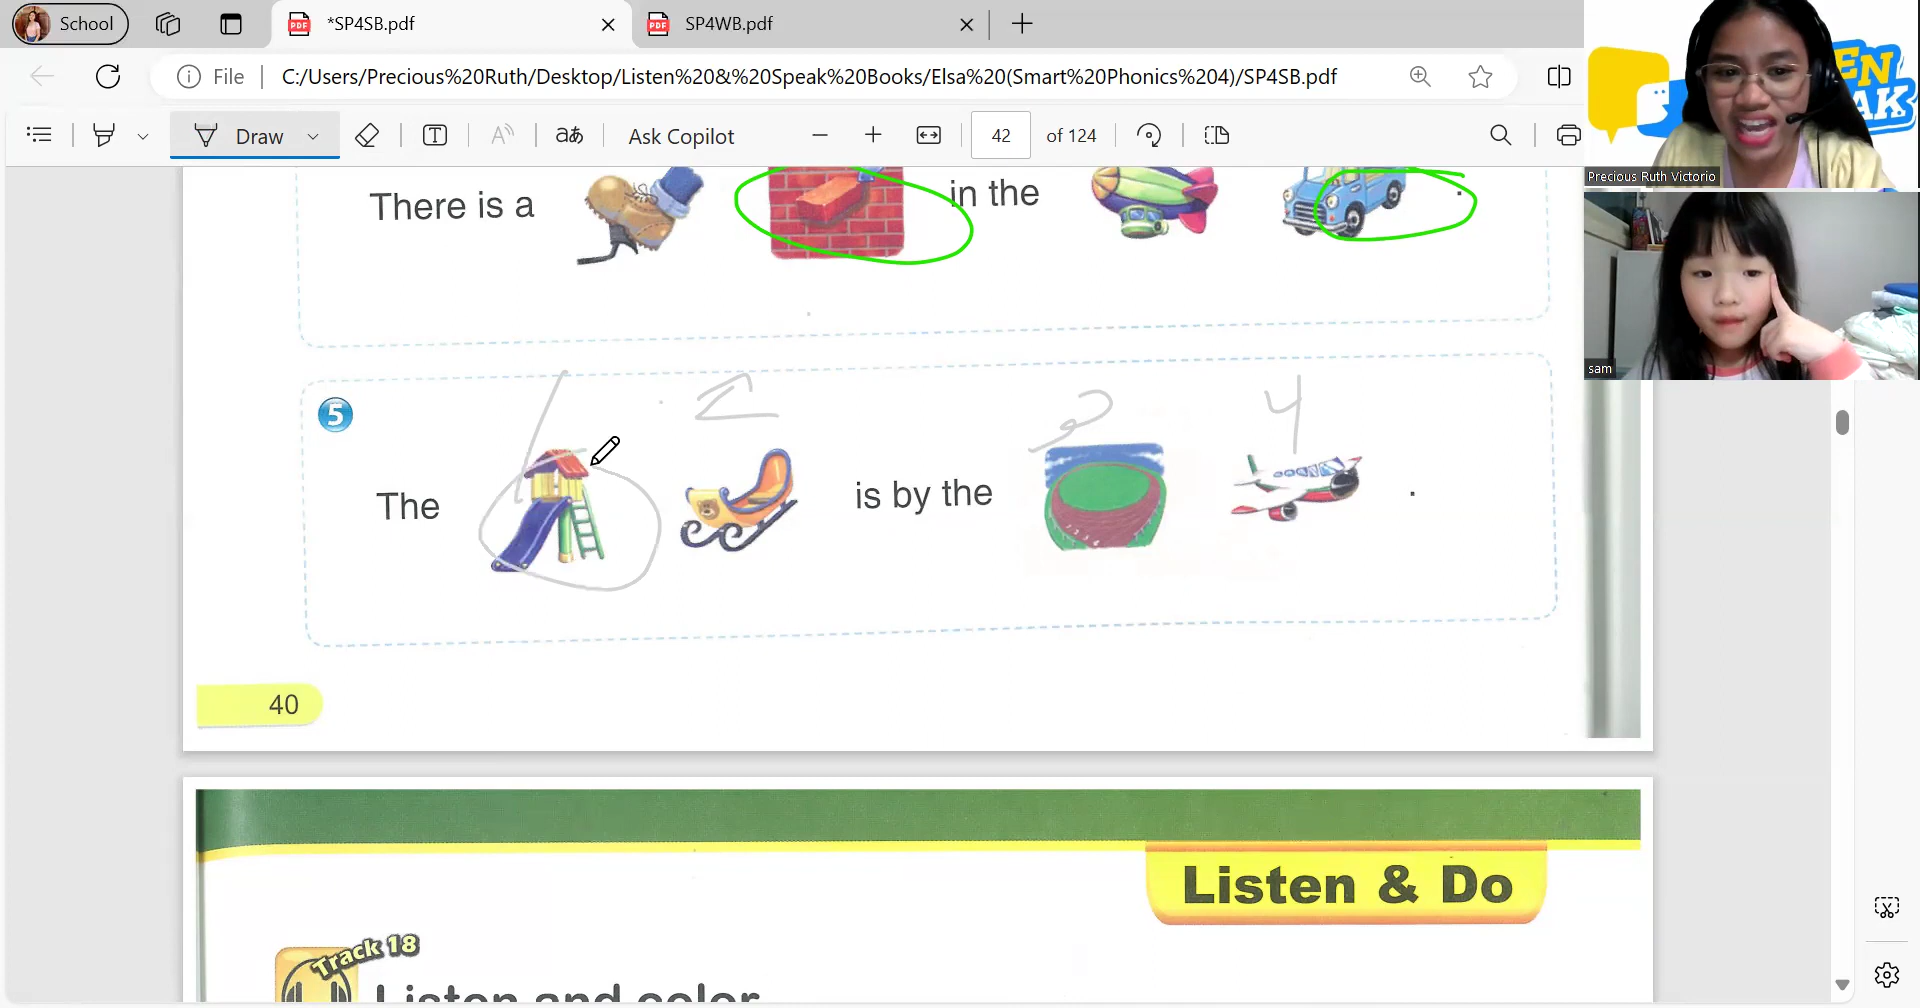 School
*SP4SB.pdf
SP4WB.pdf
File
C:/Users/Precious%20Ruth/Desktop/Listen%20&%20Speak%20Books/Elsa%20(Smart%20Phonics%204)/SP4SB.pdf
Draw
Ask Copilot
42 of 124
Precious Ruth Victorio
sam
There is a in the .
1 2 3 4
5
The is by the .
40
Listen & Do
Track 18
Listen and color